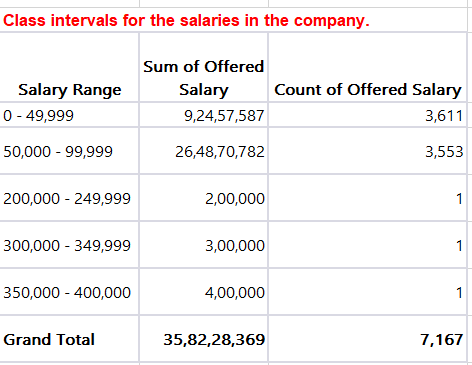 Class intervals for the salaries in the company.
Salary Range Sum of Offered Salary Count of Offered Salary
0 - 49,999 9,24,57,587 3,611
50,000 - 99,999 26,48,70,782 3,553
200,000 - 249,999 2,00,000 1
300,000 - 349,999 3,00,000 1
350,000 - 400,000 4,00,000 1
Grand Total 35,82,28,369 7,167